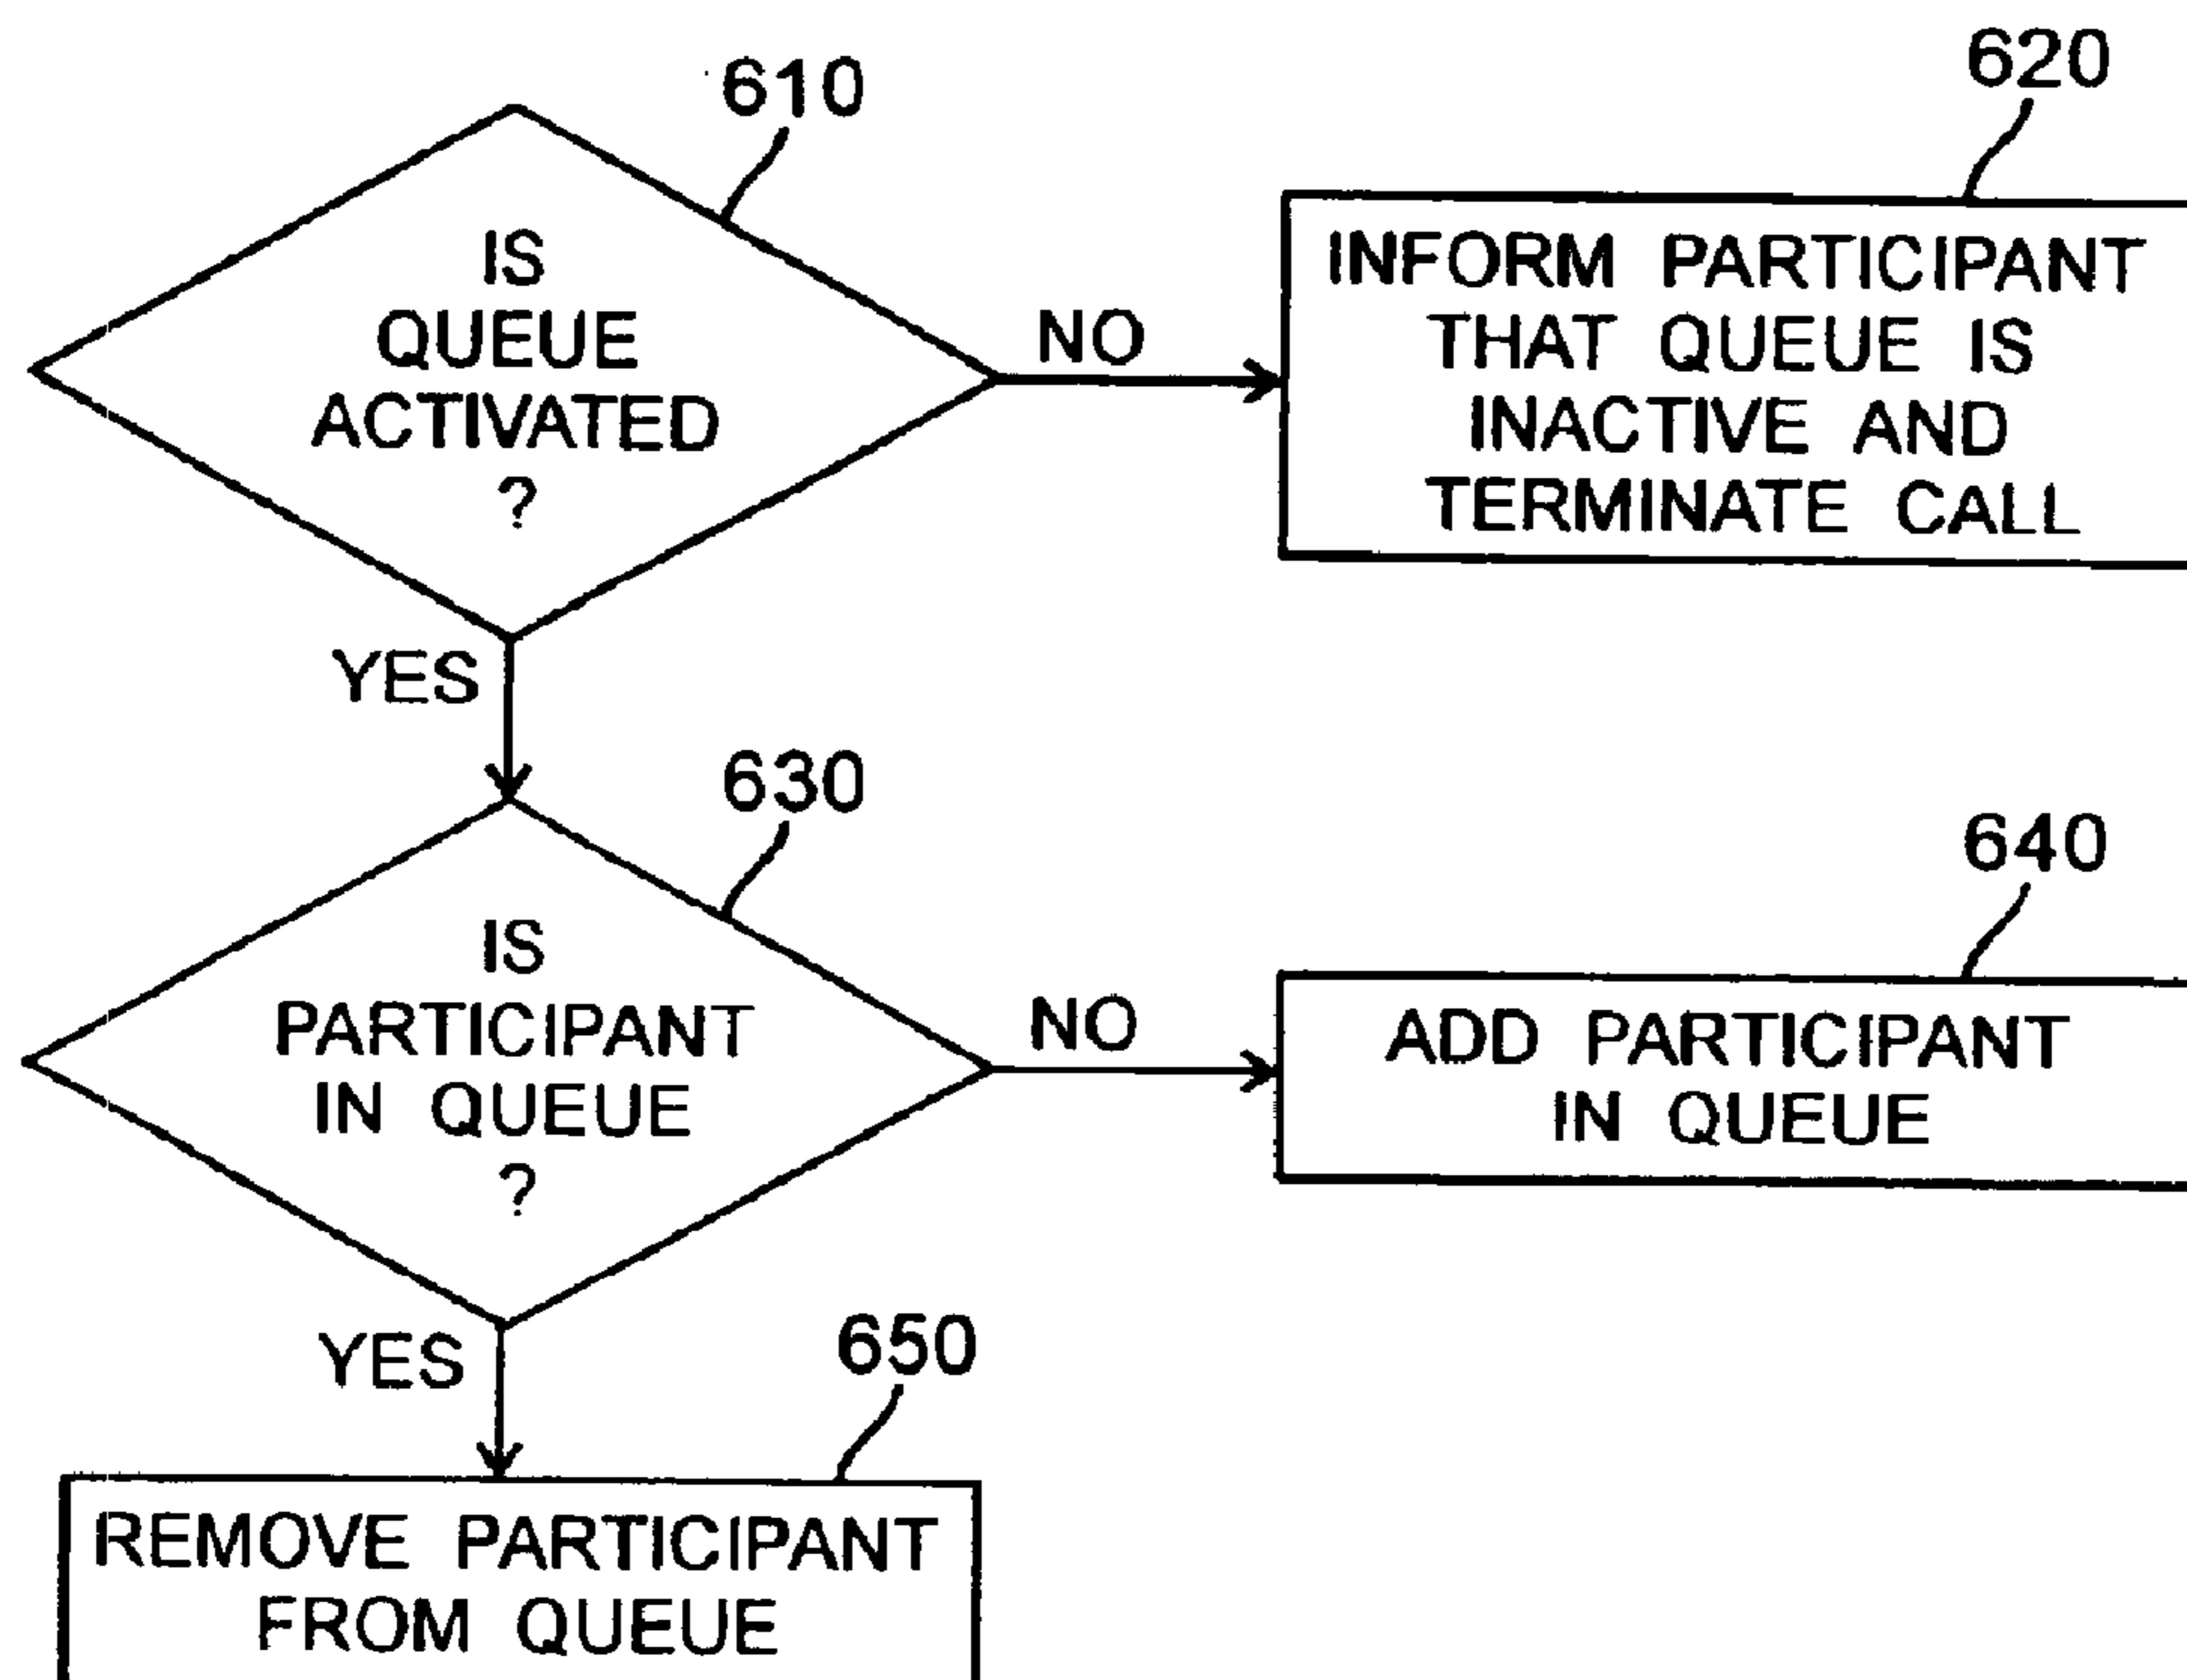 610
620
IS
QUEUE
ACTIVATED
?
NO
INFORM PARTICIPANT
THAT QUEUE IS
INACTIVE AND
TERMINATE CALL
YES
630
640
IS
PARTICIPANT
IN QUEUE
?
NO
ADD PARTICIPANT
IN QUEUE
YES
650
REMOVE PARTICIPANT
FROM QUEUE